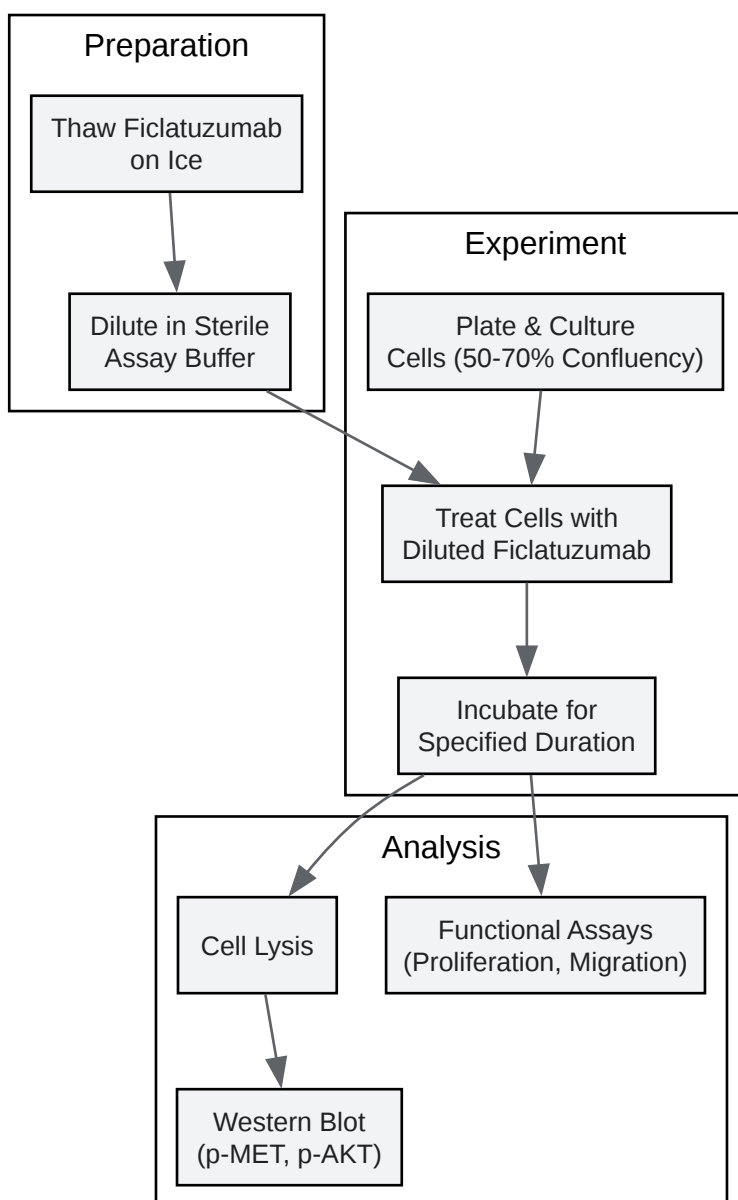 Preparation
Thaw Ficlatuzumab
on Ice
Dilute in Sterile
Assay Buffer
Experiment
Plate & Culture
Cells (50-70% Confluency)
Treat Cells with
Diluted Ficlatuzumab
Incubate for
Specified Duration
Analysis
Cell Lysis
Functional Assays
(Proliferation, Migration)
Western Blot
(p-MET, p-AKT)